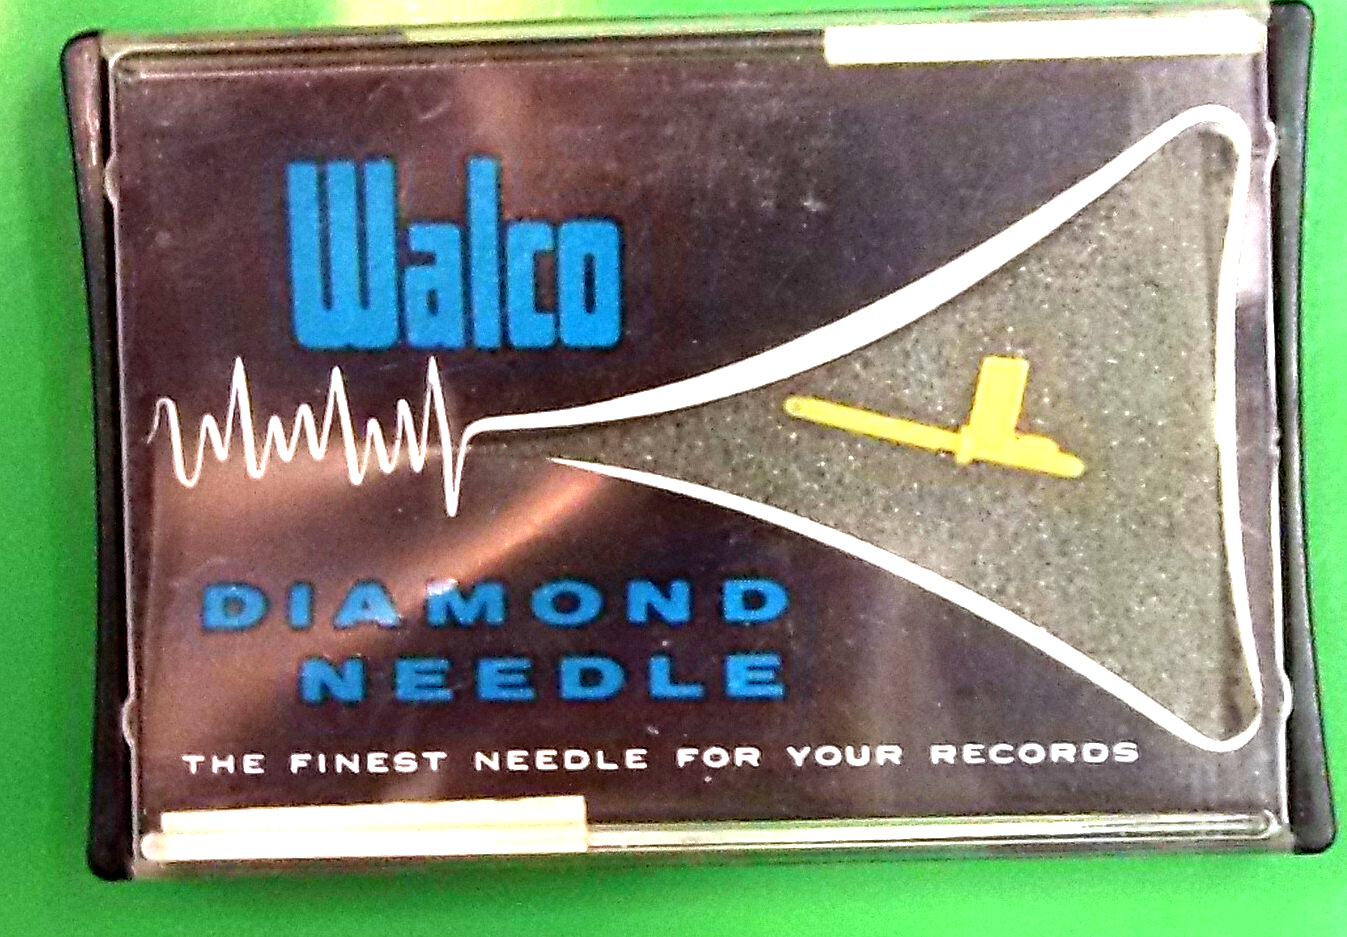 Walco
DIAMOND
NEEDLE
THE FINEST NEEDLE FOR YOUR RECORDS